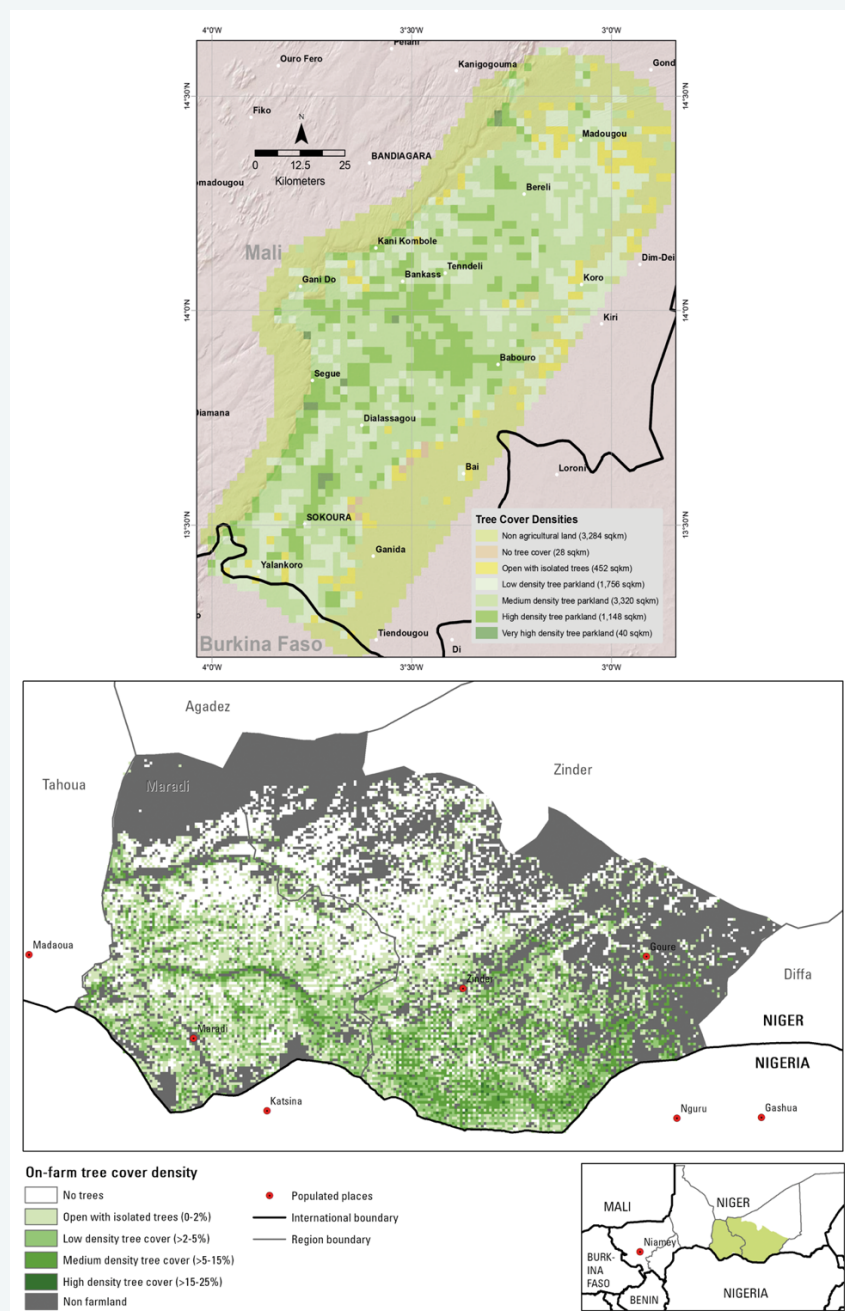 Pelani
Ouro Fero
Kanigogouma
Gond
Fiko
N
0 12.5 25
Kilometers
BANDIAGARA
omadougou
Madougou
Bereli
Mali
Kani Kombole
Gani Do
Bankass
Tenndeli
Koro
Dim-Dei
Kiri
Segue
Babouro
Diamana
Dialassagou
Bai
Loroni
SOKOURA
Ganida
Yalankoro
Burkina Faso
Tiendougou
Di
4°0'W 3°30'W 3°0'W
14°30'N
14°0'N
13°30'N
14°30'N
14°0'N
13°30'N
4°0'W 3°30'W 3°0'W
Tree Cover Densities
Non agricultural land (3,284 sqkm)
No tree cover (28 sqkm)
Open with isolated trees (452 sqkm)
Low density tree parkland (1,756 sqkm)
Medium density tree parkland (3,320 sqkm)
High density tree parkland (1,148 sqkm)
Very high density tree parkland (40 sqkm)
Agadez
Tahoua
Maradi
Zinder
Madaoua
Goure
Zinder
Diffa
Maradi
NIGER
NIGERIA
Katsina
Nguru
Gashua
On-farm tree cover density
No trees
Open with isolated trees (0-2%)
Low density tree cover (>2-5%)
Medium density tree cover (>5-15%)
High density tree cover (>15-25%)
Non farmland
Populated places
International boundary
Region boundary
MALI
NIGER
Niamey
BURK-
INA
FASO
BENIN
NIGERIA